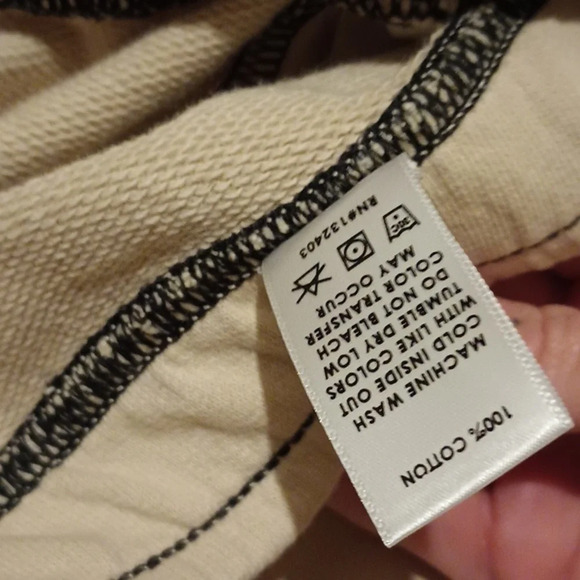 100% COTTON
MACHINE WASH
COLD INSIDE OUT
WITH LIKE COLORS
TUMBLE DRY LOW
DO NOT BLEACH
COLOR TRANSFER
MAY OCCUR
30C
RN#132403